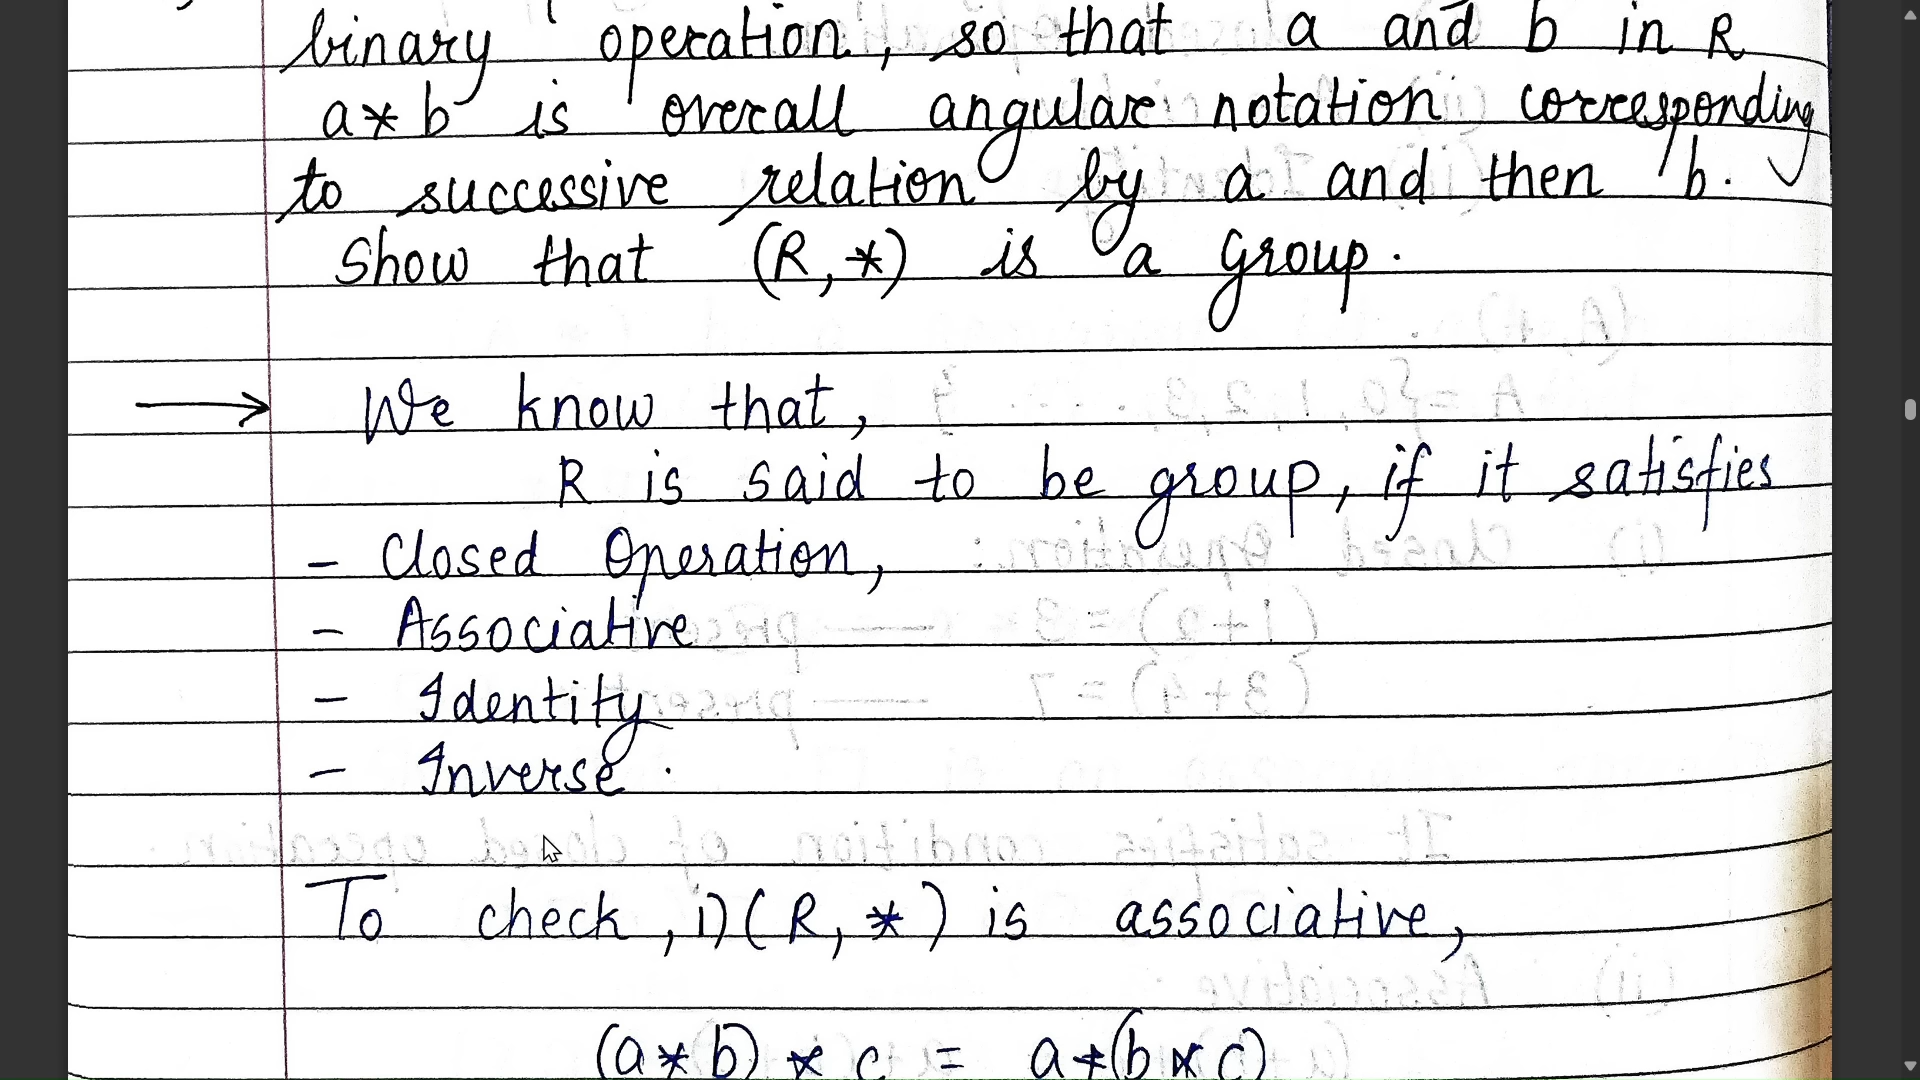 binary operation, so that a and b in R
a * b is overall angular notation corresponding
to successive relation by a and then b.
Show that (R, *) is a group.
We know that,
R is said to be group, if it satisfies
- Closed Operation,
- Associative
- Identity
- Inverse.
To check, i) (R, *) is associative,
(a * b) * c = a * (b * c)